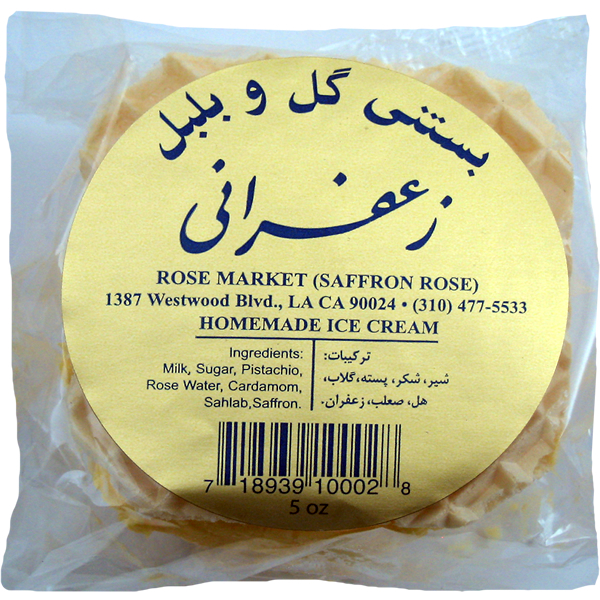 بستنی گل و بلبل
زعفرانی
ROSE MARKET (SAFFRON ROSE)
1387 Westwood Blvd., LA CA 90024 • (310) 477-5533
HOMEMADE ICE CREAM
Ingredients:
Milk, Sugar, Pistachio,
Rose Water, Cardamom,
Sahlab,Saffron.
ترکیبات:
شیر، شکر، پسته،گلاب،
هل، صعلب، زعفران.
7 18939 10002 8
5 oz